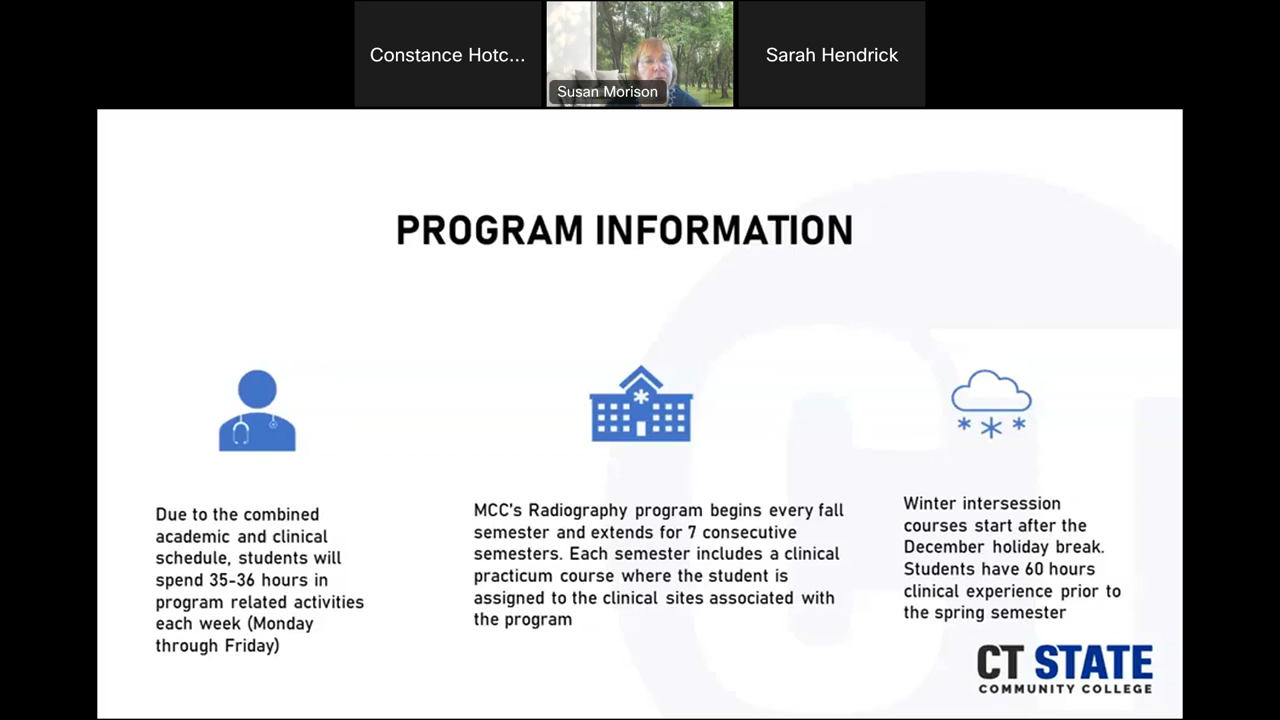 Constance Hotc...
Susan Morison
Sarah Hendrick
PROGRAM INFORMATION
Due to the combined
academic and clinical
schedule, students will
spend 35-36 hours in
program related activities
each week (Monday
through Friday)
MCC's Radiography program begins every fall
semester and extends for 7 consecutive
semesters. Each semester includes a clinical
practicum course where the student is
assigned to the clinical sites associated with
the program
Winter intersession
courses start after the
December holiday break.
Students have 60 hours
clinical experience prior to
the spring semester
CT STATE
COMMUNITY COLLEGE